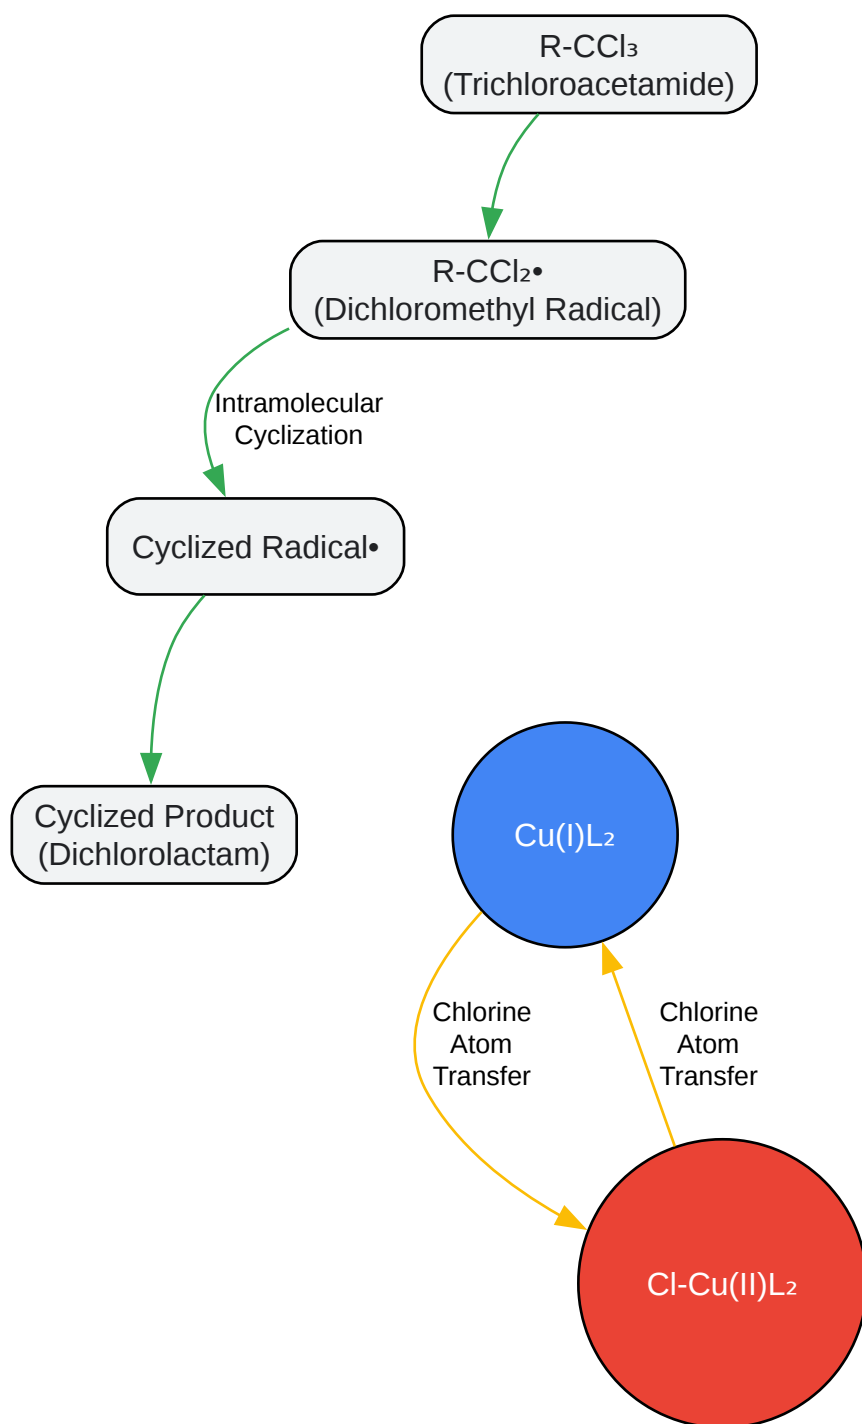 R-CCl₃
(Trichloroacetamide)
R-CCl₂•
(Dichloromethyl Radical)
Intramolecular
Cyclization
Cyclized Radical•
Cyclized Product
(Dichlorolactam)
Cu(I)L₂
Chlorine
Atom
Transfer
Chlorine
Atom
Transfer
Cl-Cu(II)L₂